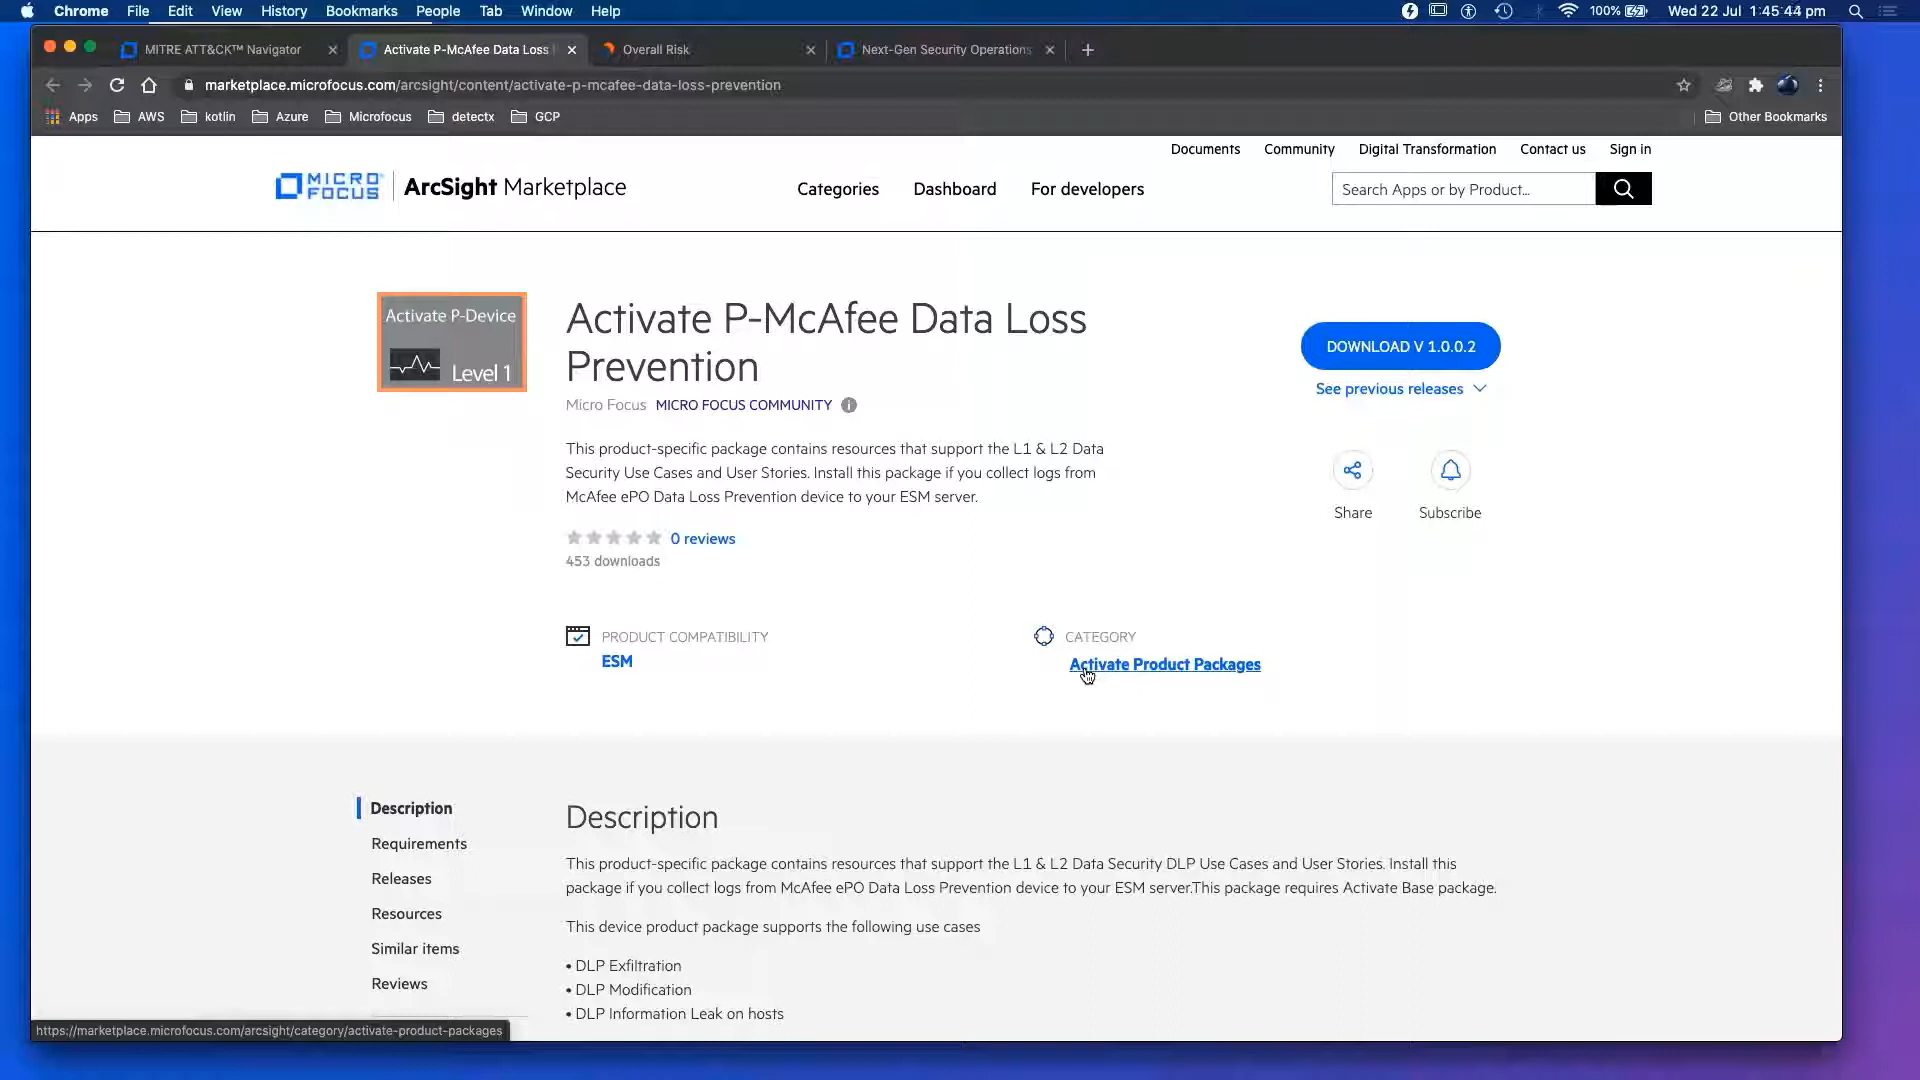 Chrome File Edit View History Bookmarks People Tab Window Help 100% Wed 22 Jul 1:45:44 pm
MITRE ATT&CK™ Navigator Activate P-McAfee Data Loss Overall Risk Next-Gen Security Operations
marketplace.microfocus.com/arcsight/content/activate-p-mcafee-data-loss-prevention
Apps AWS kotlin Azure Microfocus detectx GCP Other Bookmarks
Documents Community Digital Transformation Contact us Sign in
MICRO FOCUS ArcSight Marketplace Categories Dashboard For developers Search Apps or by Product...
Activate P-Device
Level 1
Activate P-McAfee Data Loss
Prevention
Micro Focus MICRO FOCUS COMMUNITY
DOWNLOAD V 1.0.0.2
See previous releases
This product-specific package contains resources that support the L1 & L2 Data
Security Use Cases and User Stories. Install this package if you collect logs from
McAfee ePO Data Loss Prevention device to your ESM server.
Share Subscribe
0 reviews
453 downloads
PRODUCT COMPATIBILITY
ESM
CATEGORY
Activate Product Packages
Description
Requirements
Releases
Resources
Similar items
Reviews
Description
This product-specific package contains resources that support the L1 & L2 Data Security DLP Use Cases and User Stories. Install this
package if you collect logs from McAfee ePO Data Loss Prevention device to your ESM server.This package requires Activate Base package.
This device product package supports the following use cases
• DLP Exfiltration
• DLP Modification
• DLP Information Leak on hosts
https://marketplace.microfocus.com/arcsight/category/activate-product-packages